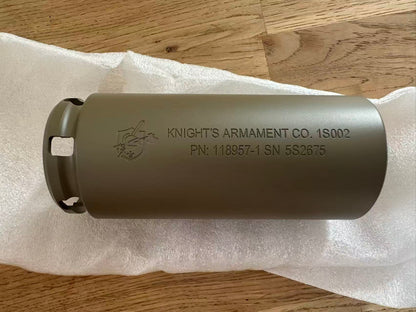 KNIGHT'S ARMAMENT CO. 1S002
PN: 118957-1 SN 5S2675